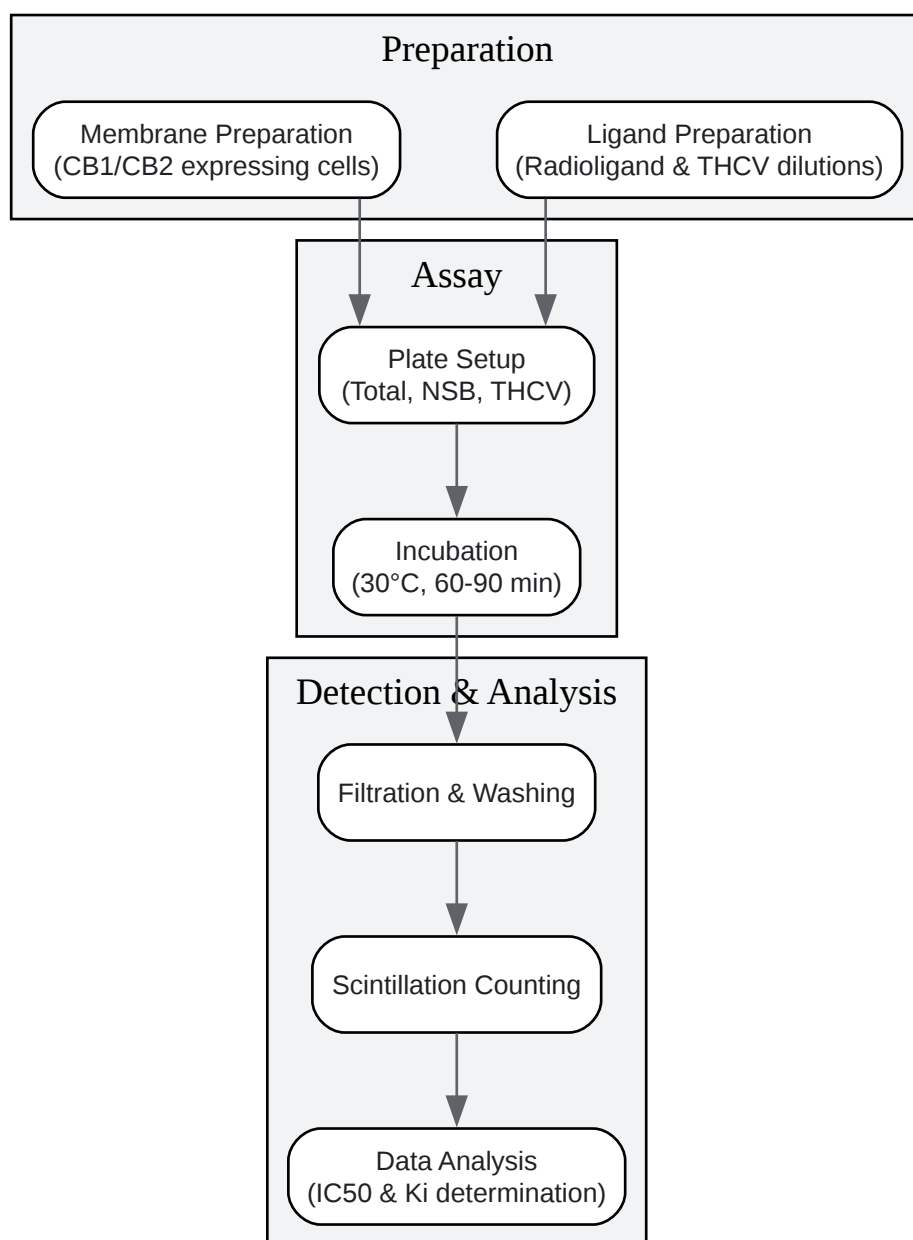 Preparation
Membrane Preparation
(CB1/CB2 expressing cells)
Ligand Preparation
(Radioligand & THCV dilutions)
Assay
Plate Setup
(Total, NSB, THCV)
Incubation
(30°C, 60-90 min)
Detection & Analysis
Filtration & Washing
Scintillation Counting
Data Analysis
(IC50 & Ki determination)